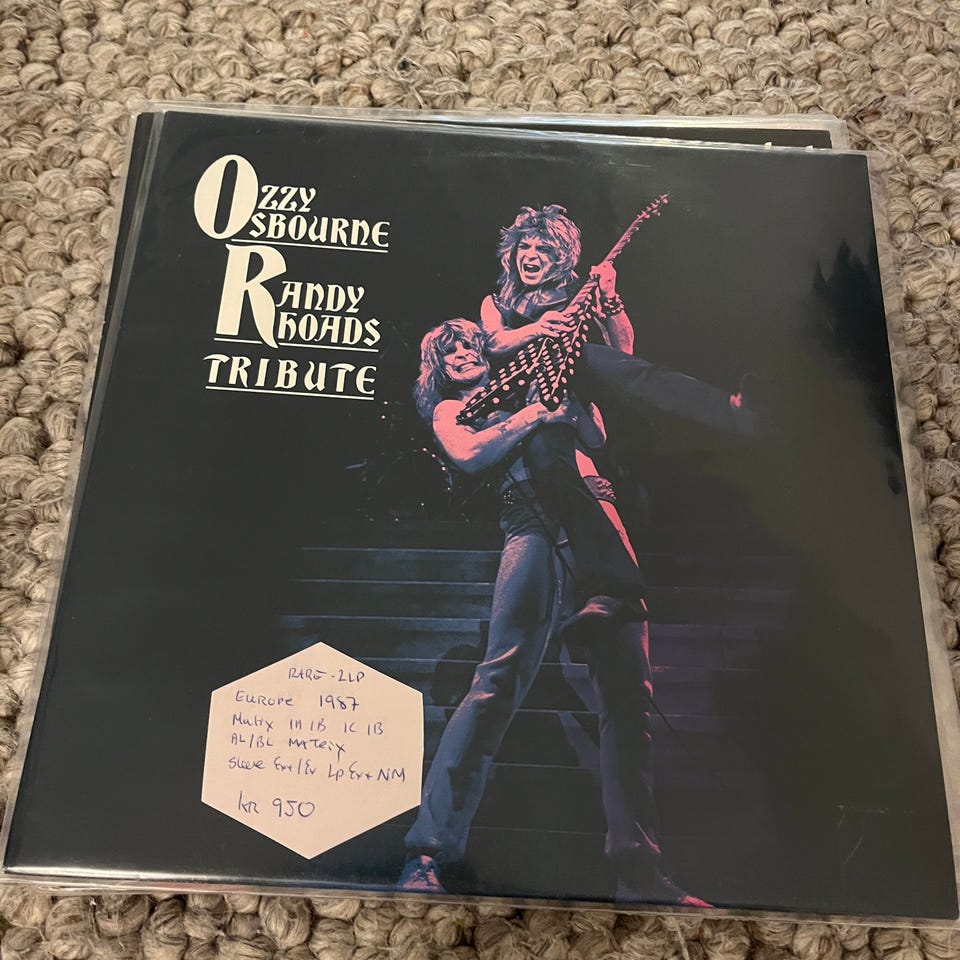 OZZY
OSBOURNE
RANDY
RHOADS
TRIBUTE
RARE - 2LP
EUROPE 1987
Multix 1A 1B 1C 1B
AL/BL MATRIX
Sleeve Ex+/Ex Lp Ex+ NM
kr 950